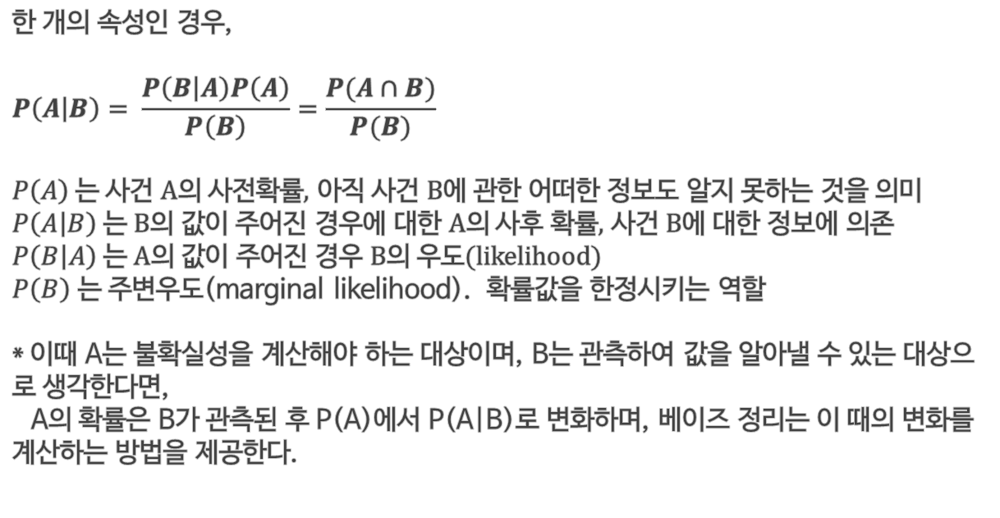 한 개의 속성인 경우,
P(A|B) = P(B|A)P(A) / P(B) = P(A ∩ B) / P(B)
P(A) 는 사건 A의 사전확률, 아직 사건 B에 관한 어떠한 정보도 알지 못하는 것을 의미
P(A|B) 는 B의 값이 주어진 경우에 대한 A의 사후 확률, 사건 B에 대한 정보에 의존
P(B|A) 는 A의 값이 주어진 경우 B의 우도(likelihood)
P(B) 는 주변우도(marginal likelihood). 확률값을 한정시키는 역할
* 이때 A는 불확실성을 계산해야 하는 대상이며, B는 관측하여 값을 알아낼 수 있는 대상으
로 생각한다면,
A의 확률은 B가 관측된 후 P(A)에서 P(A|B)로 변화하며, 베이즈 정리는 이 때의 변화를
계산하는 방법을 제공한다.